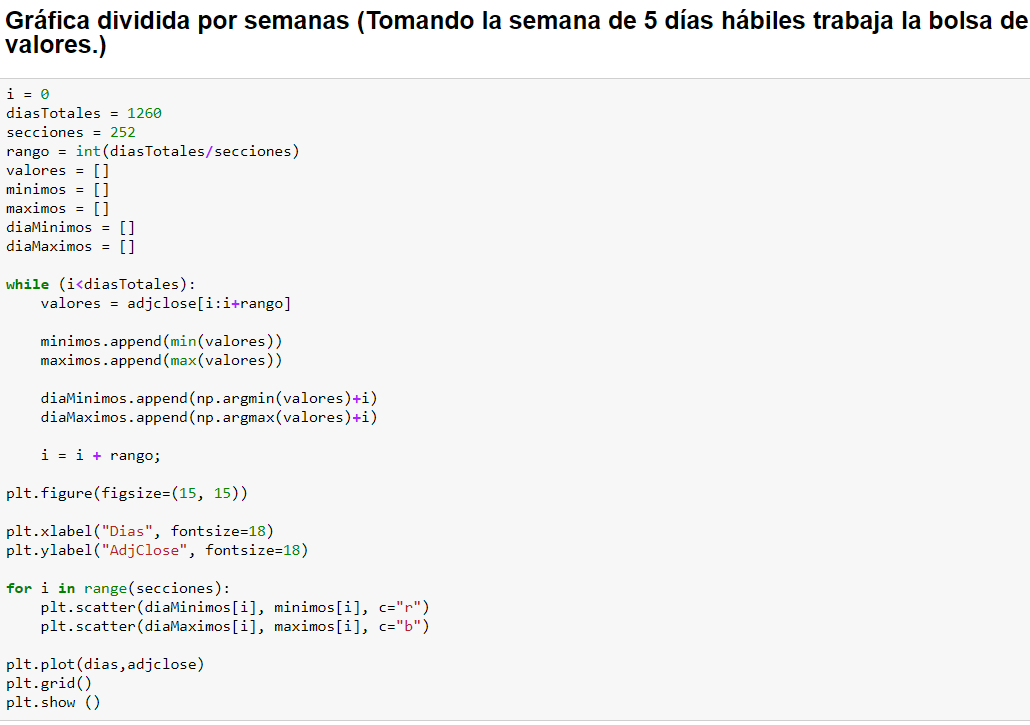 Gráfica dividida por semanas (Tomando la semana de 5 días hábiles trabaja la bolsa de
valores.)
i = 0
diasTotales = 1260
secciones = 252
rango = int(diasTotales/secciones)
valores = []
minimos = []
maximos = []
diaMinimos = []
diaMaximos = []
while (i<diasTotales):
    valores = adjclose[i:i+rango]
    minimos.append(min(valores))
    maximos.append(max(valores))
    diaMinimos.append(np.argmin(valores)+i)
    diaMaximos.append(np.argmax(valores)+i)
    i = i + rango;
plt.figure(figsize=(15, 15))
plt.xlabel("Dias", fontsize=18)
plt.ylabel("AdjClose", fontsize=18)
for i in range(secciones):
    plt.scatter(diaMinimos[i], minimos[i], c="r")
    plt.scatter(diaMaximos[i], maximos[i], c="b")
plt.plot(dias,adjclose)
plt.grid()
plt.show ()